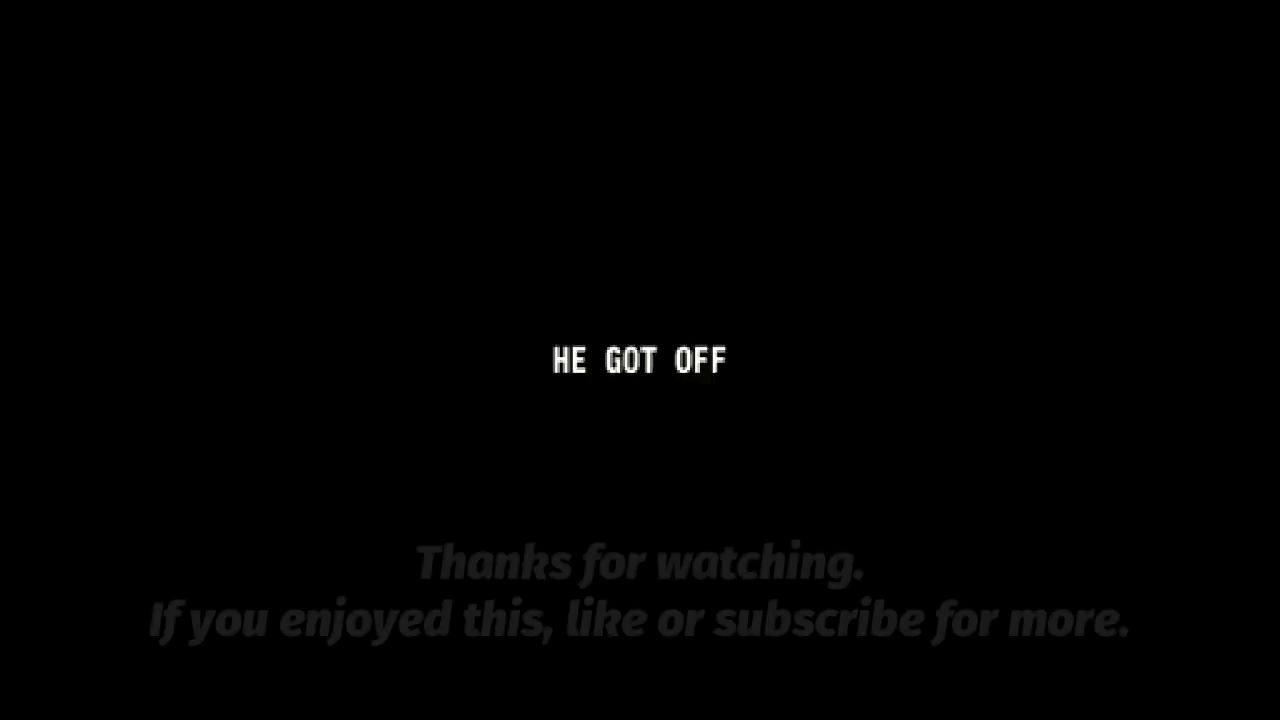 HE GOT OFF
Thanks for watching.
If you enjoyed this, like or subscribe for more.